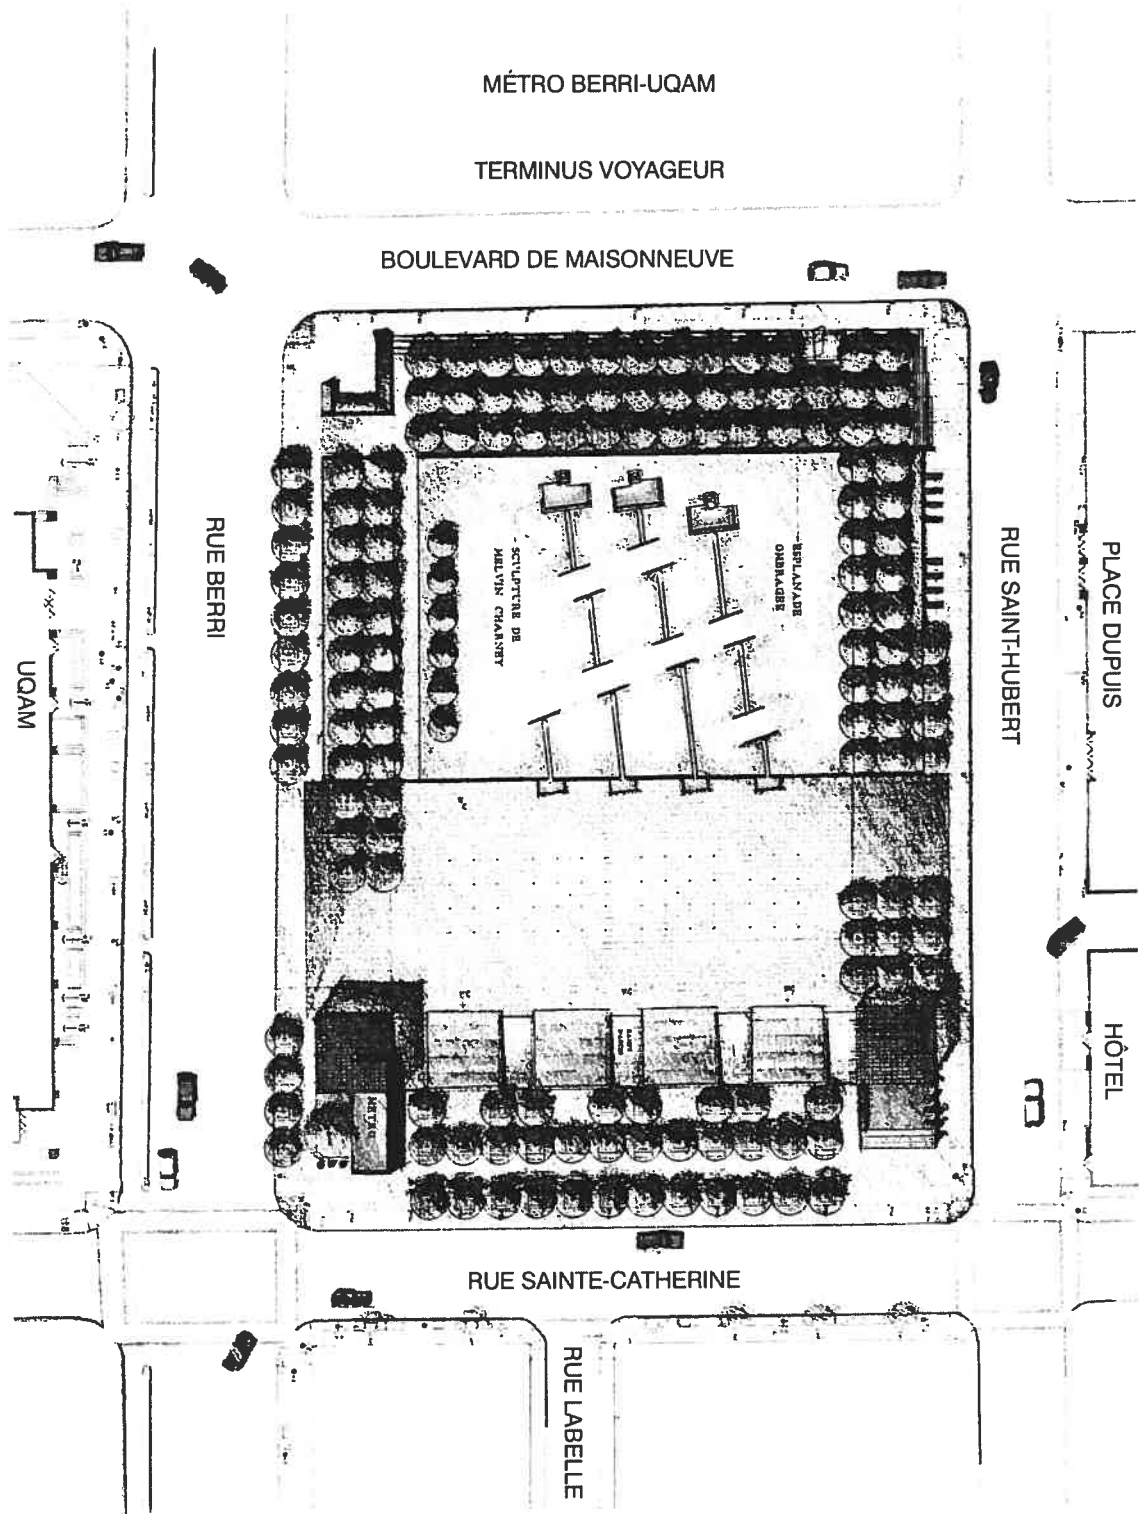 MÉTRO BERRI-UQAM
TERMINUS VOYAGEUR
BOULEVARD DE MAISONNEUVE
RUE BERRI
UQAM
- SCULPTURE DE
MELVIN CHARNEY
ESPLANADE
OMBRAGÉE
RUE SAINT-HUBERT
PLACE DUPUIS
HÔTEL
MÉTRO
RUE SAINTE-CATHERINE
RUE LABELLE